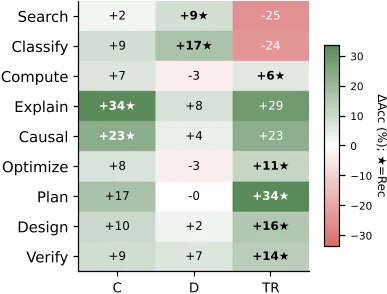 Search +2 +9★ -25
Classify +9 +17★ -24
Compute +7 -3 +6★
Explain +34★ +8 +29
Causal +23★ +4 +23
Optimize +8 -3 +11★
Plan +17 -0 +34★
Design +10 +2 +16★
Verify +9 +7 +14★
C D TR
30
20
10
0
−10
−20
−30
ΔAcc (%); ★=Rec